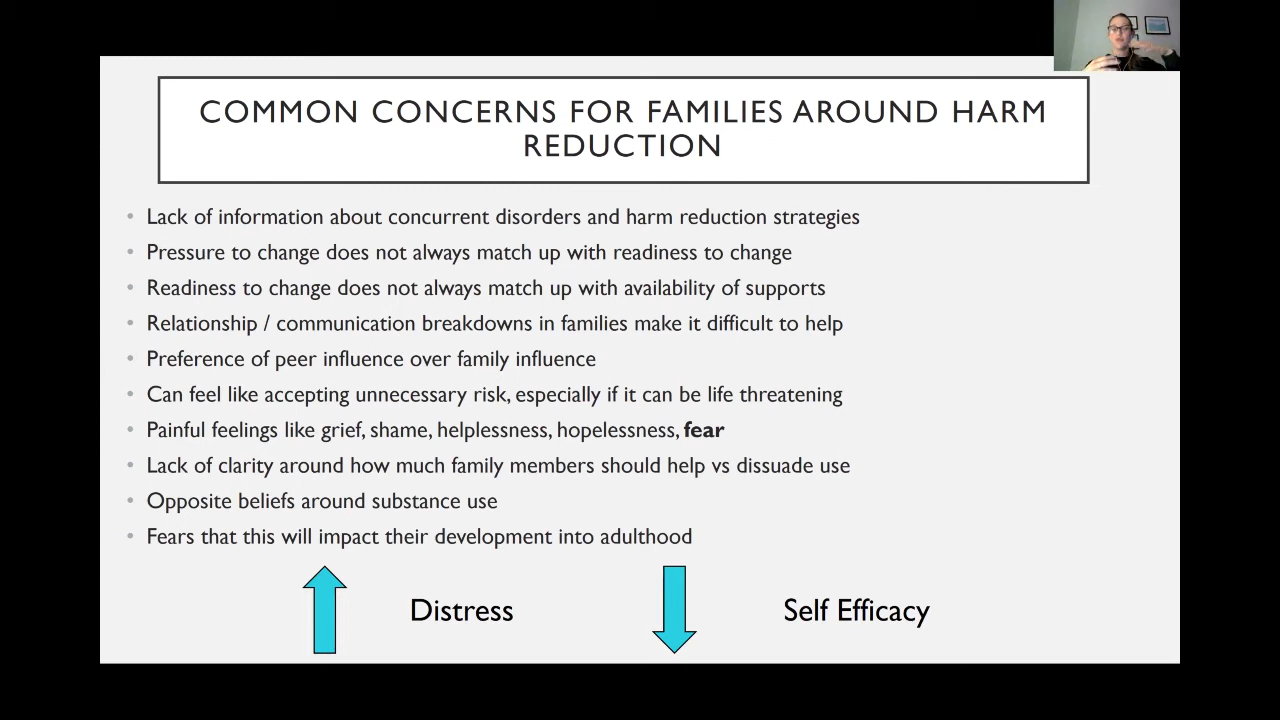 COMMON CONCERNS FOR FAMILIES AROUND HARM
REDUCTION
• Lack of information about concurrent disorders and harm reduction strategies
• Pressure to change does not always match up with readiness to change
• Readiness to change does not always match up with availability of supports
• Relationship / communication breakdowns in families make it difficult to help
• Preference of peer influence over family influence
• Can feel like accepting unnecessary risk, especially if it can be life threatening
• Painful feelings like grief, shame, helplessness, hopelessness, fear
• Lack of clarity around how much family members should help vs dissuade use
• Opposite beliefs around substance use
• Fears that this will impact their development into adulthood
Distress
Self Efficacy